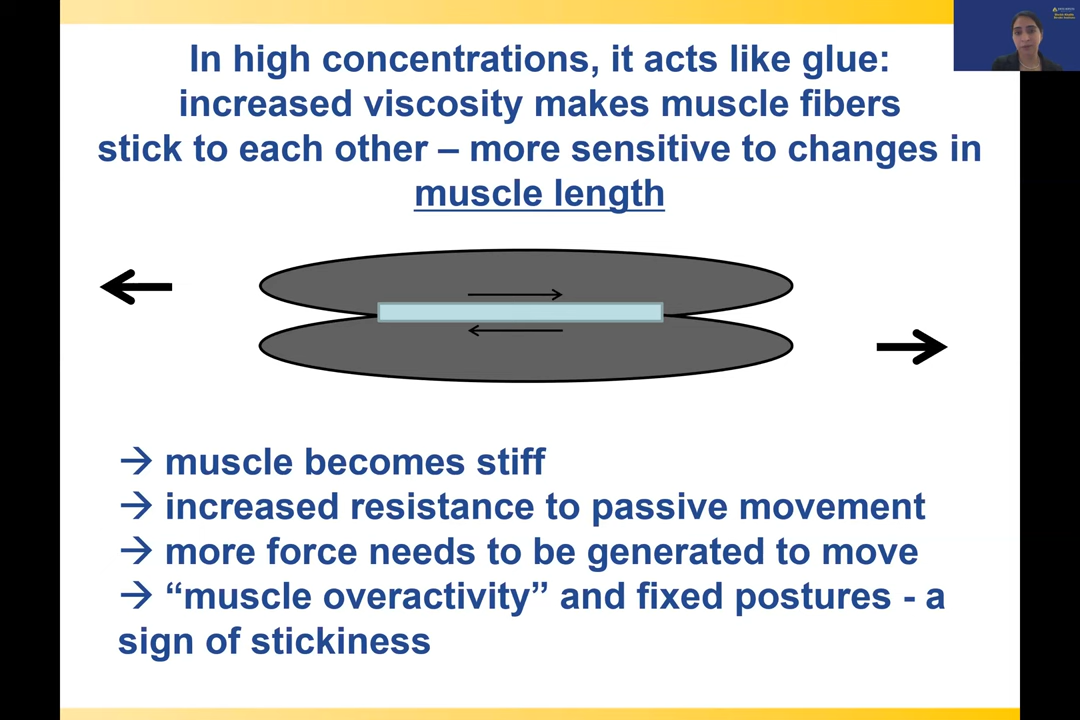 In high concentrations, it acts like glue:
increased viscosity makes muscle fibers
stick to each other – more sensitive to changes in
muscle length
→ muscle becomes stiff
→ increased resistance to passive movement
→ more force needs to be generated to move
→ “muscle overactivity” and fixed postures - a
sign of stickiness